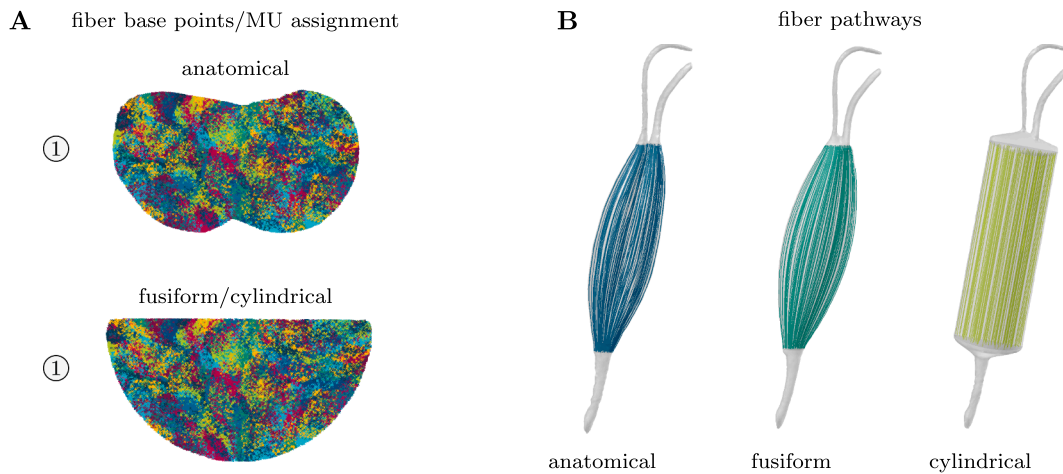 A fiber base points/MU assignment
anatomical
1
fusiform/cylindrical
1
B fiber pathways
anatomical fusiform cylindrical